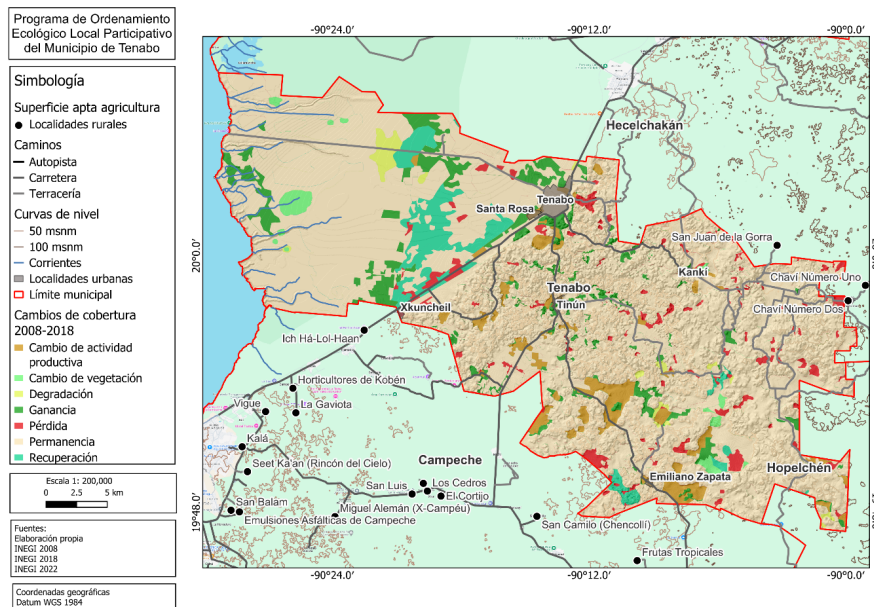 Programa de Ordenamiento
Ecológico Local Participativo
del Municipio de Tenabo
Simbología
Superficie apta agricultura
Localidades rurales
Caminos
Autopista
Carretera
Terracería
Curvas de nivel
50 msnm
100 msnm
Corrientes
Localidades urbanas
Límite municipal
Cambios de cobertura
2008-2018
Cambio de actividad
productiva
Cambio de vegetación
Degradación
Ganancia
Pérdida
Permanencia
Recuperación
Escala 1: 200,000
0 2.5 5 km
Fuentes:
Elaboración propia
INEGI 2008
INEGI 2018
INEGI 2022
Coordenadas geográficas
Datum WGS 1984
-90°24.0′ -90°12.0′ -90°0.0′
Hecelchakán
Tenabo
Santa Rosa
San Juan de la Gorra
20°0.0′
Kankí
Chaví Número Uno
Tenabo
Tinún
Chaví Número Dos
Xkuncheil
Ich Há-Lol-Haan
Horticultores de Kobén
Vigue
La Gaviota
Kalá
Campeche
Seet Ka'an (Rincón del Cielo)
San Luis
Los Cedros
El Cortijo
Emiliano Zapata
Hopelchén
San Balam
Miguel Alemán (X-Campéu)
Emulsiones Asfálticas de Campeche
San Camilo (Chencollí)
19°48.0′
Frutas Tropicales
-90°24.0′ -90°12.0′ -90°0.0′